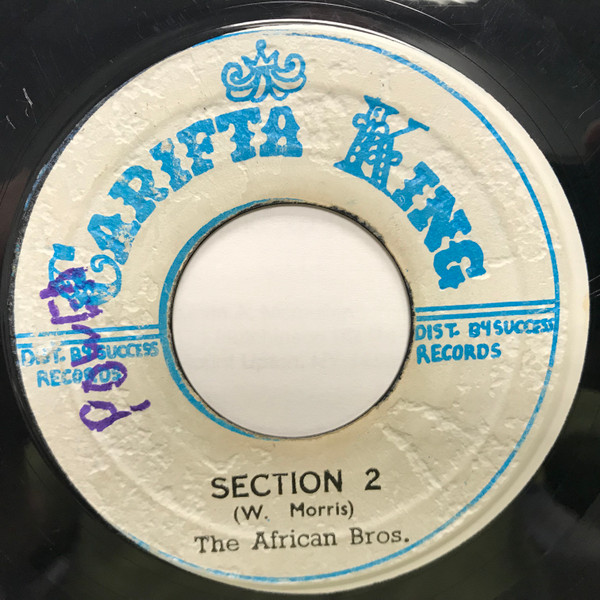 CARIFTA KING
DIST. BY SUCCESS
RECORDS
DIST. BY SUCCESS
RECORDS
SECTION 2
(W. Morris)
The African Bros.